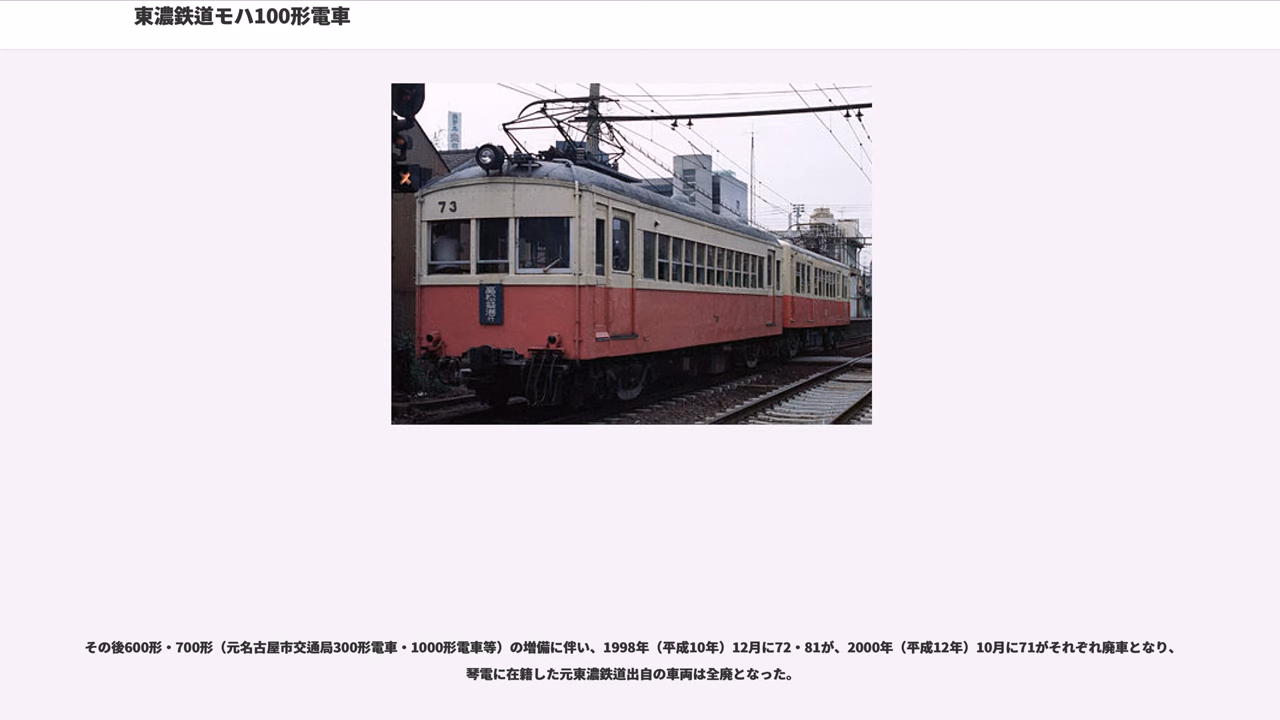 東濃鉄道モハ100形電車
73
その後600形・700形（元名古屋市交通局300形電車・1000形電車等）の増備に伴い、1998年（平成10年）12月に72・81が、2000年（平成12年）10月に71がそれぞれ廃車となり、
琴電に在籍した元東濃鉄道出自の車両は全廃となった。